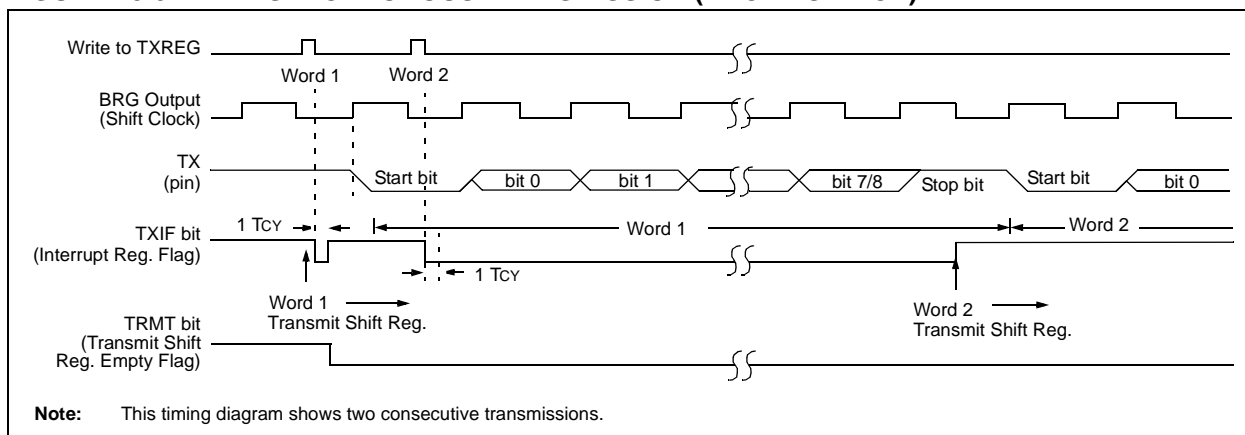 Write to TXREG
Word 1
Word 2
BRG Output
(Shift Clock)
TX
(pin)
Start bit
bit 0
bit 1
bit 7/8
Stop bit
Start bit
bit 0
1 TCY
TXIF bit
(Interrupt Reg. Flag)
Word 1
Word 2
1 TCY
Word 1
Transmit Shift Reg.
Word 2
Transmit Shift Reg.
TRMT bit
(Transmit Shift
Reg. Empty Flag)
Note: This timing diagram shows two consecutive transmissions.